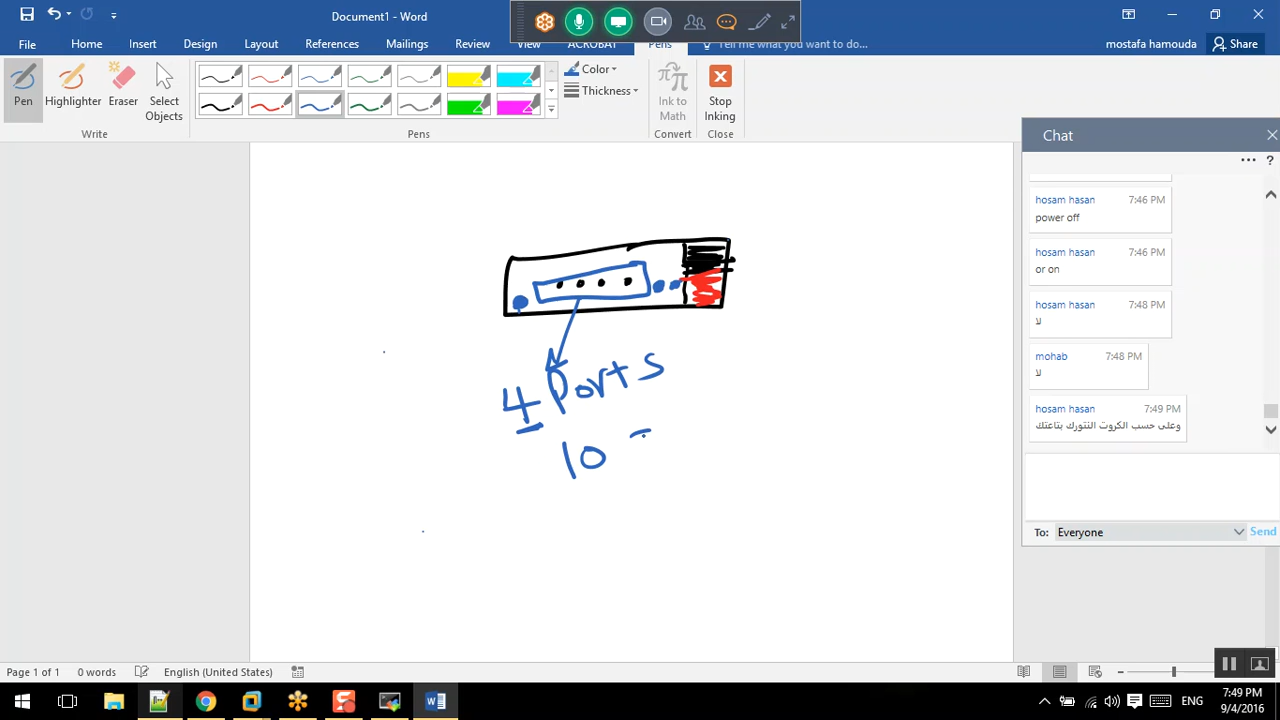 Document1 - Word
File
Home
Insert
Design
Layout
References
Mailings
Review
View
ACROBAT
Pens
Tell me what you want to do...
mostafa hamouda
Share
Pen
Highlighter
Eraser
Select Objects
Write
Pens
Color
Thickness
Ink to Math
Convert
Stop Inking
Close
4 Ports
10
Chat
hosam hasan 7:46 PM
power off
hosam hasan 7:46 PM
or on
hosam hasan 7:48 PM
لا
mohab 7:48 PM
لا
hosam hasan 7:49 PM
وعلى حسب الكروت النتورك بتاعتك
To: Everyone
Send
Page 1 of 1
0 words
English (United States)
ENG
7:49 PM
9/4/2016